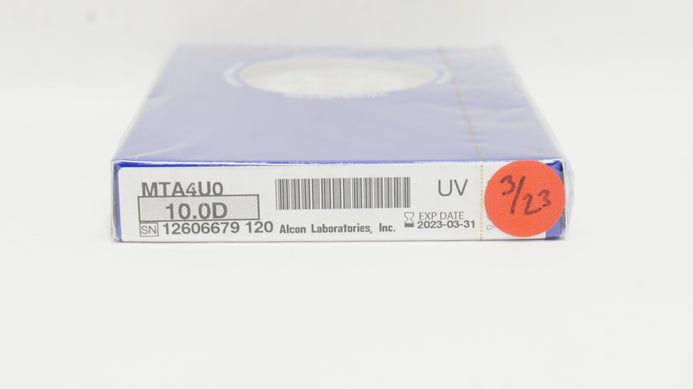 MTA4U0
10.0D
SN 12606679 120
Alcon Laboratories, Inc.
UV
EXP DATE
2023-03-31
3/23